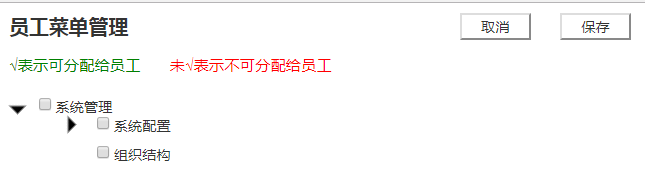 员工菜单管理 取消 保存
√表示可分配给员工 未√表示不可分配给员工
系统管理
系统配置
组织结构